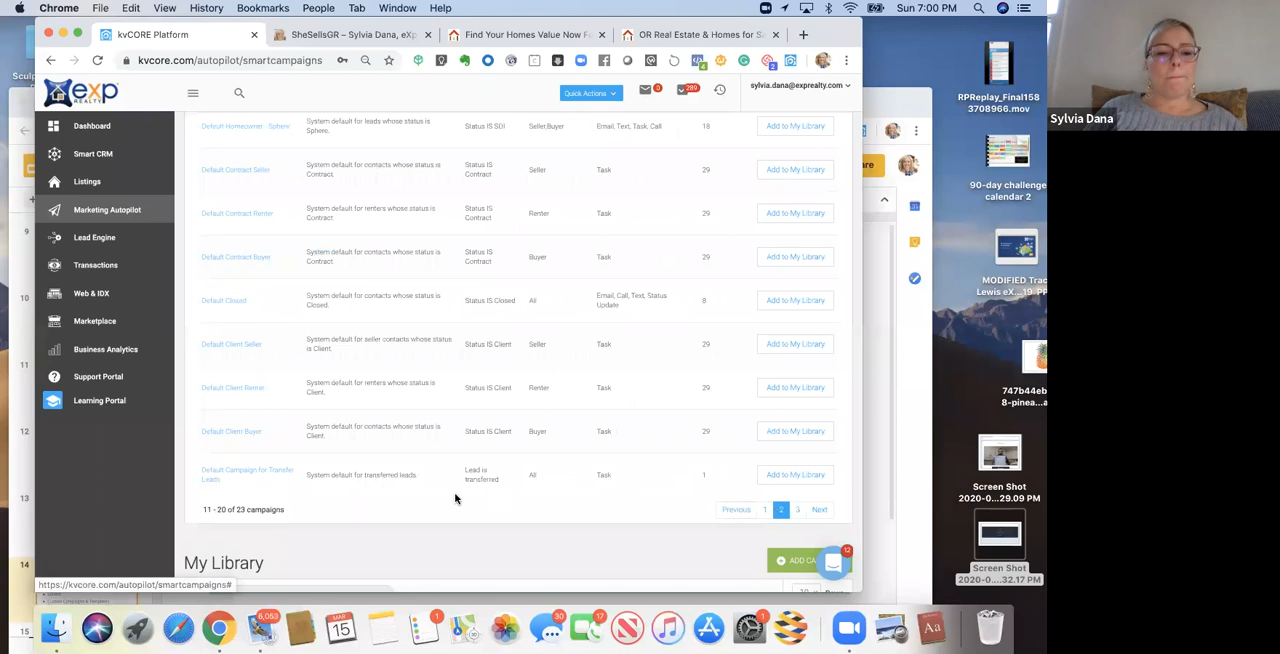 Chrome File Edit View History Bookmarks People Tab Window Help
Sun 7:00 PM
kvCORE Platform
SheSellsGR – Sylvia Dana, eXp
Find Your Homes Value Now F
OR Real Estate & Homes for S
kvcore.com/autopilot/smartcampaigns
4
2
exp
REALTY
Quick Actions
0
289
sylvia.dana@exprealty.com
Dashboard
Smart CRM
Listings
Marketing Autopilot
Lead Engine
Transactions
Web & IDX
Marketplace
Business Analytics
Support Portal
Learning Portal
Default Homeowner - Sphere
System default for leads whose status is
Sphere.
Status IS SOI
Seller,Buyer
Email, Text, Task, Call
18
Add to My Library
Default Contract Seller
System default for contacts whose status is
Contract.
Status IS
Contract
Seller
Task
29
Add to My Library
Default Contract Renter
System default for renters whose status is
Contract.
Status IS
Contract
Renter
Task
29
Add to My Library
Default Contract Buyer
System default for contacts whose status is
Contract.
Status IS
Contract
Buyer
Task
29
Add to My Library
Default Closed
System default for contacts whose status is
Closed.
Status IS Closed
All
Email, Call, Text, Status
Update
8
Add to My Library
Default Client Seller
System default for seller contacts whose status
is Client.
Status IS Client
Seller
Task
29
Add to My Library
Default Client Renter
System default for renters whose status is
Client.
Status IS Client
Renter
Task
29
Add to My Library
Default Client Buyer
System default for contacts whose status is
Client.
Status IS Client
Buyer
Task
29
Add to My Library
Default Campaign for Transfer
Leads
System default for transferred leads
Lead is
transferred
All
Task
1
Add to My Library
11 - 20 of 23 campaigns
Previous 1 2 3 Next
My Library
ADD CA
12
https://kvcore.com/autopilot/smartcampaigns#
9
10
11
12
13
14
15
are
RPReplay_Final158
3708966.mov
90-day challenge
calendar 2
MODIFIED Trac
Lewis eX...19. PP
747b44eb
8-pinea...a
Screen Shot
2020-0...29.09 PM
Screen Shot
2020-0....32.17 PM
Sylvia Dana
Sculp
6,053
MAR
15
1
30
17
1
Aa